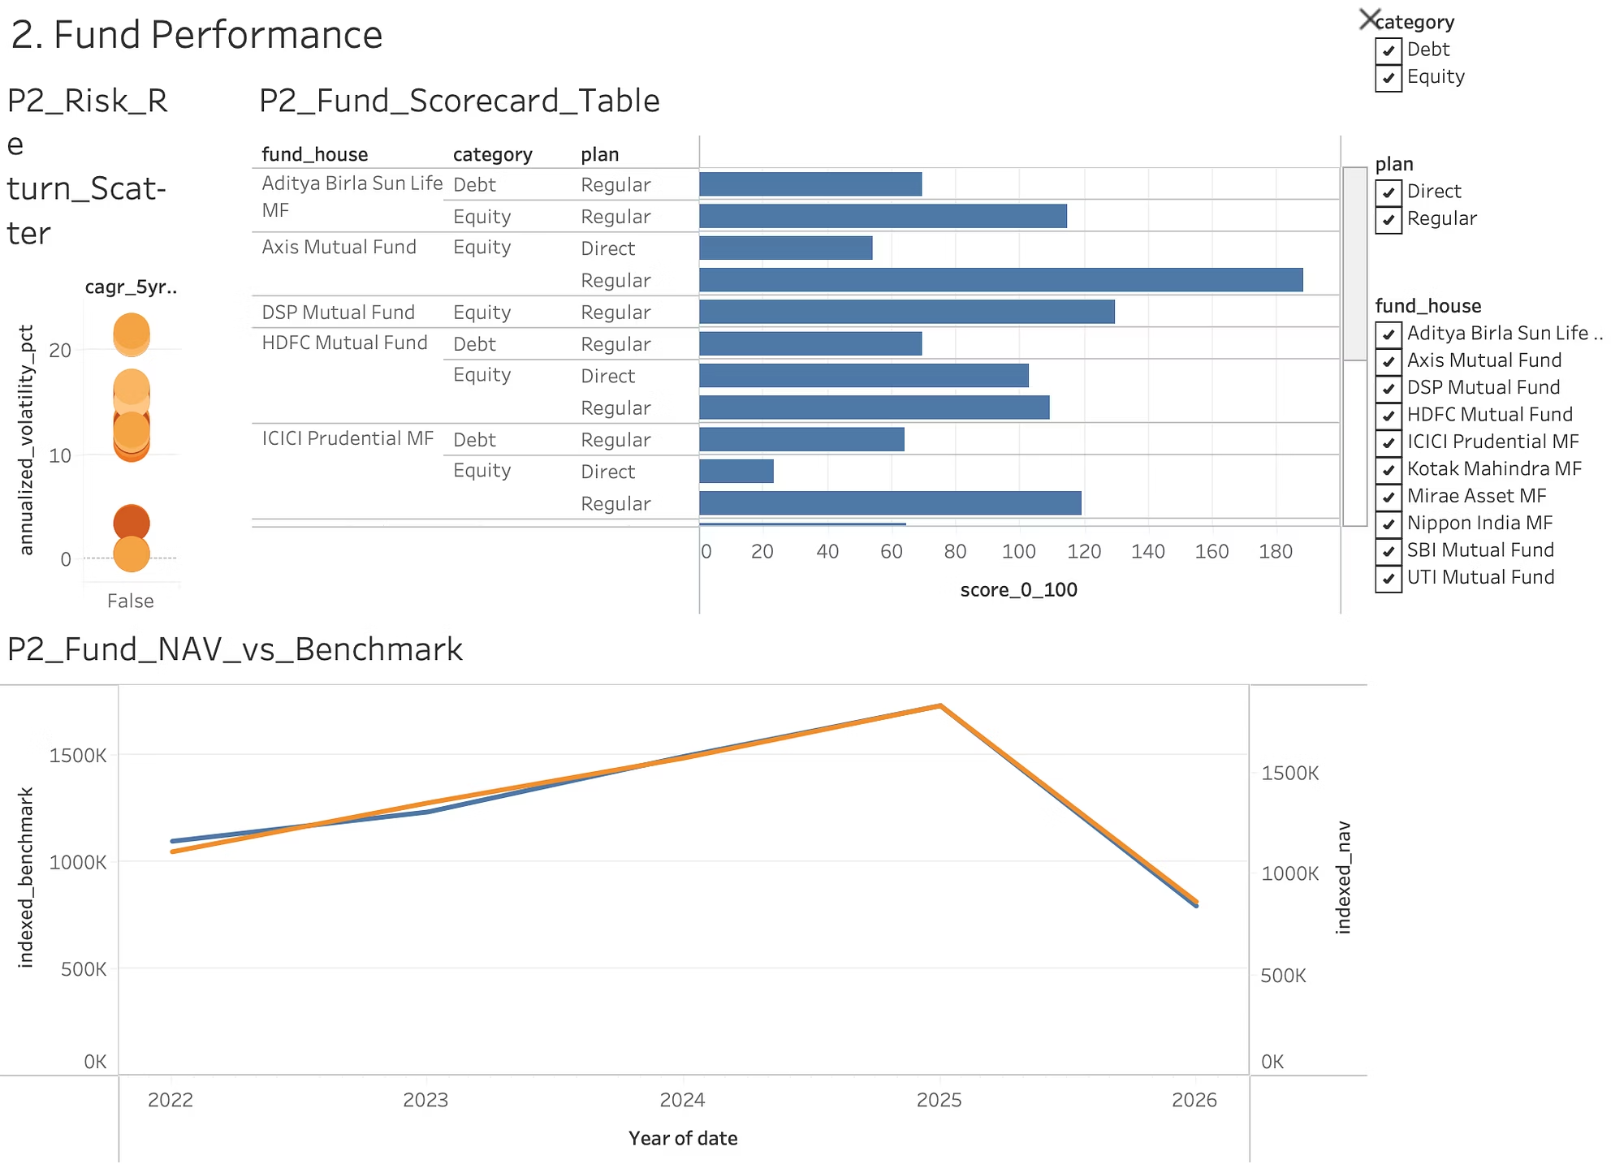 2. Fund Performance
P2_Risk_R
e
turn_Scat-
ter
cagr_5yr..
annualized_volatility_pct
20
10
0
False
P2_Fund_Scorecard_Table
fund_house category plan
Aditya Birla Sun Life MF Debt Regular
Equity Regular
Axis Mutual Fund Equity Direct
Regular
DSP Mutual Fund Equity Regular
HDFC Mutual Fund Debt Regular
Equity Direct
Regular
ICICI Prudential MF Debt Regular
Equity Direct
Regular
0 20 40 60 80 100 120 140 160 180
score_0_100
category
Debt
Equity
plan
Direct
Regular
fund_house
Aditya Birla Sun Life ..
Axis Mutual Fund
DSP Mutual Fund
HDFC Mutual Fund
ICICI Prudential MF
Kotak Mahindra MF
Mirae Asset MF
Nippon India MF
SBI Mutual Fund
UTI Mutual Fund
P2_Fund_NAV_vs_Benchmark
indexed_benchmark
1500K
1000K
500K
0K
1500K
1000K
500K
0K
indexed_nav
2022 2023 2024 2025 2026
Year of date